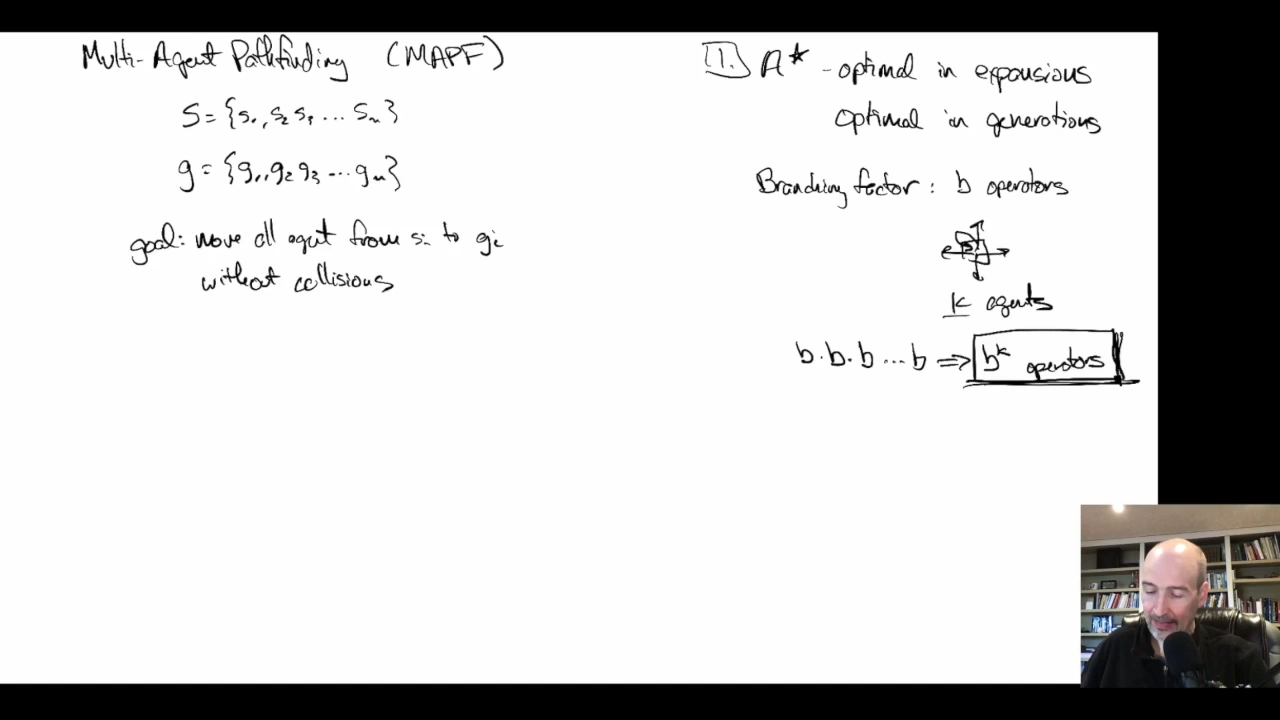 Multi-Agent Pathfinding (MAPF)
S = {s₁, s₂ s₃ ... sₙ}
g = {g₁, g₂ g₃ ... gₙ}
goal: move all agent from sᵢ to gᵢ
without collisions
1. A* - optimal in expansions
optimal in generations
Branching factor: b operators
k agents
b·b·b...b ⇒ bᵏ operators